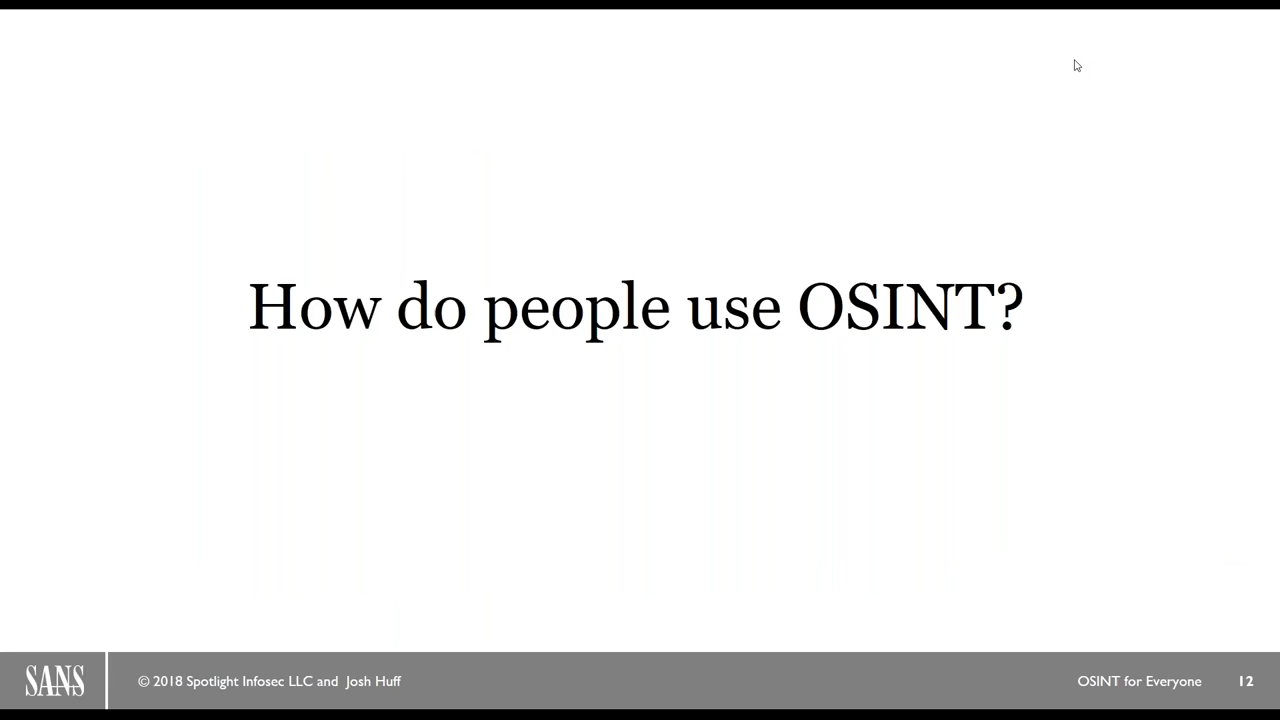 How do people use OSINT?
SANS
© 2018 Spotlight Infosec LLC and Josh Huff
OSINT for Everyone
12